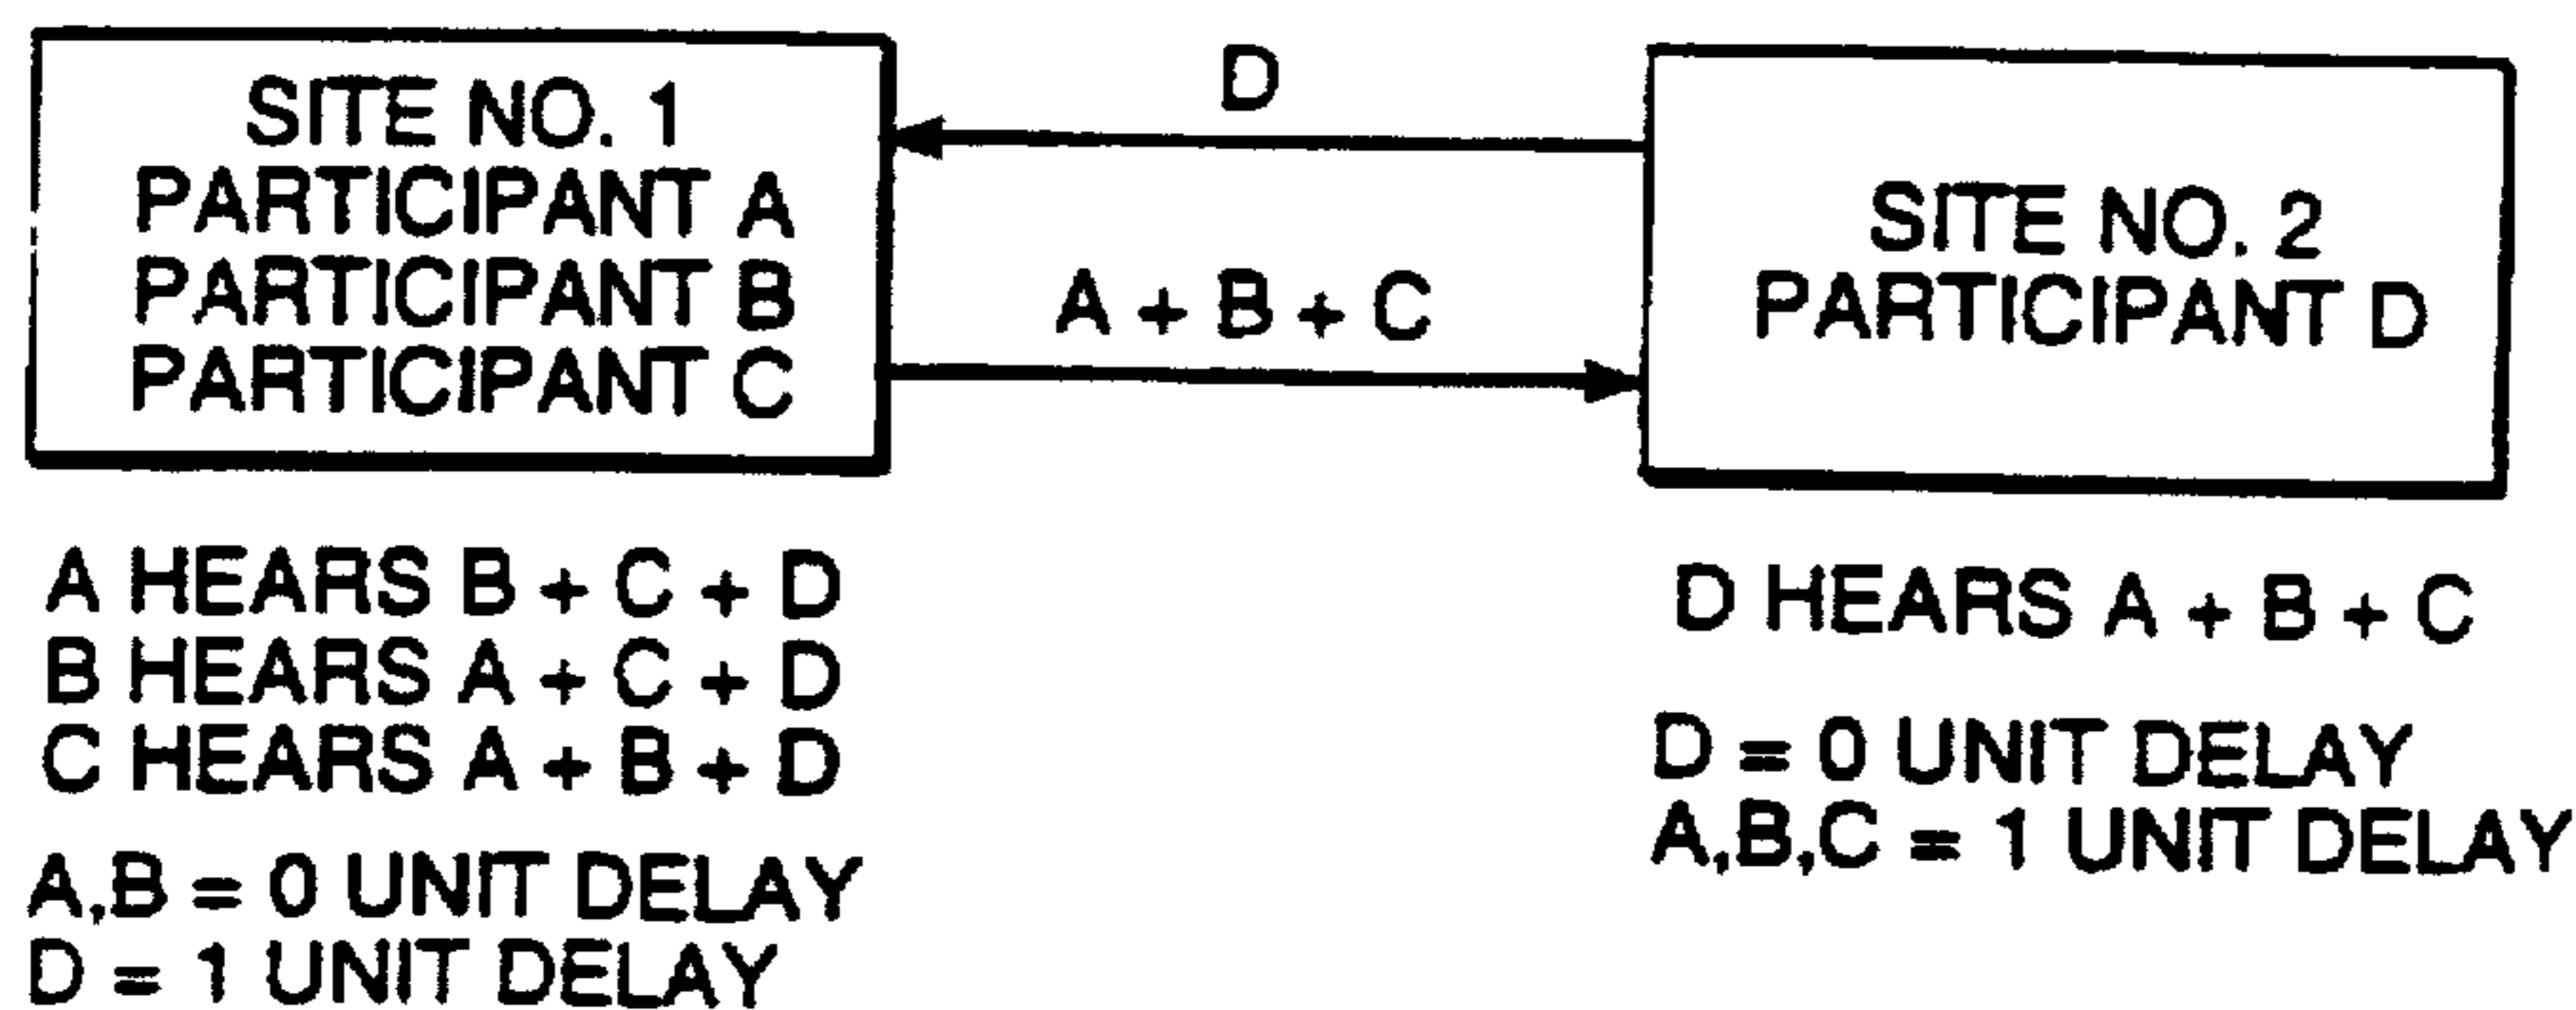 SITE NO. 1
PARTICIPANT A
PARTICIPANT B
PARTICIPANT C
D
A + B + C
SITE NO. 2
PARTICIPANT D
A HEARS B + C + D
B HEARS A + C + D
C HEARS A + B + D
A,B = 0 UNIT DELAY
D = 1 UNIT DELAY
D HEARS A + B + C
D = 0 UNIT DELAY
A,B,C = 1 UNIT DELAY